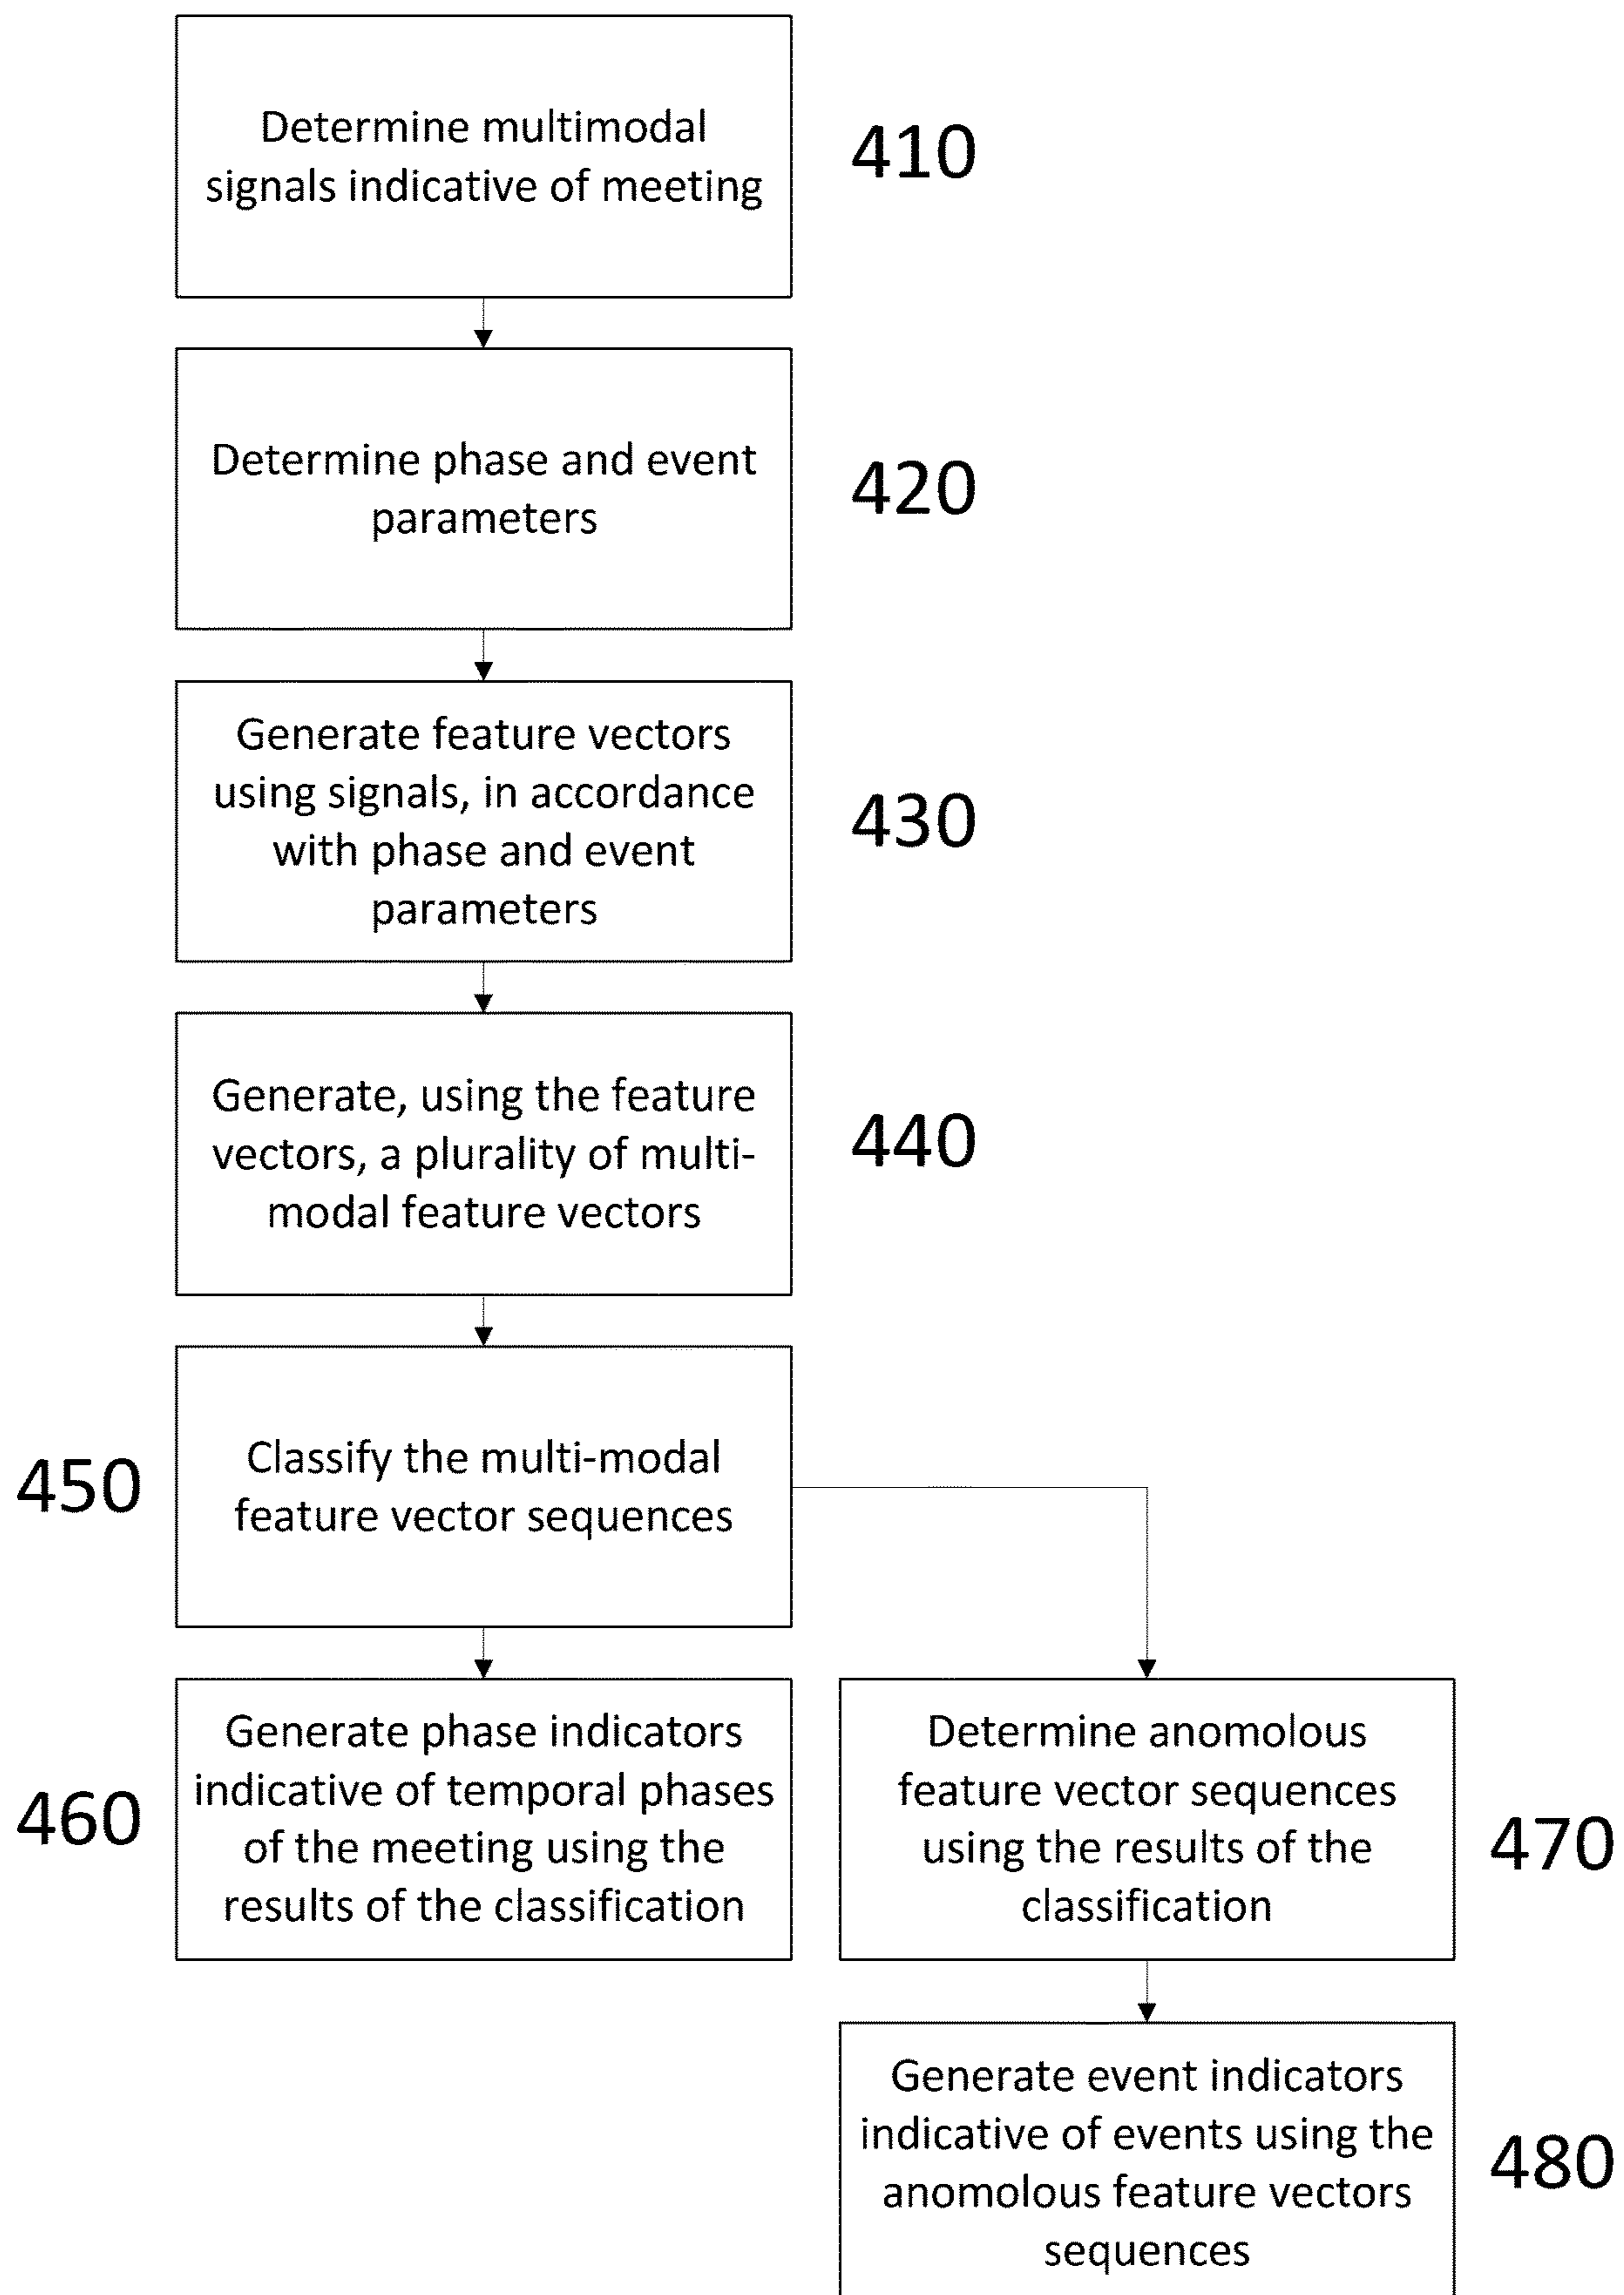 Determine multimodal
signals indicative of meeting
410
Determine phase and event
parameters
420
Generate feature vectors
using signals, in accordance
with phase and event
parameters
430
Generate, using the feature
vectors, a plurality of multi-
modal feature vectors
440
450
Classify the multi-modal
feature vector sequences
460
Generate phase indicators
indicative of temporal phases
of the meeting using the
results of the classification
Determine anomolous
feature vector sequences
using the results of the
classification
470
Generate event indicators
indicative of events using the
anomolous feature vectors
sequences
480